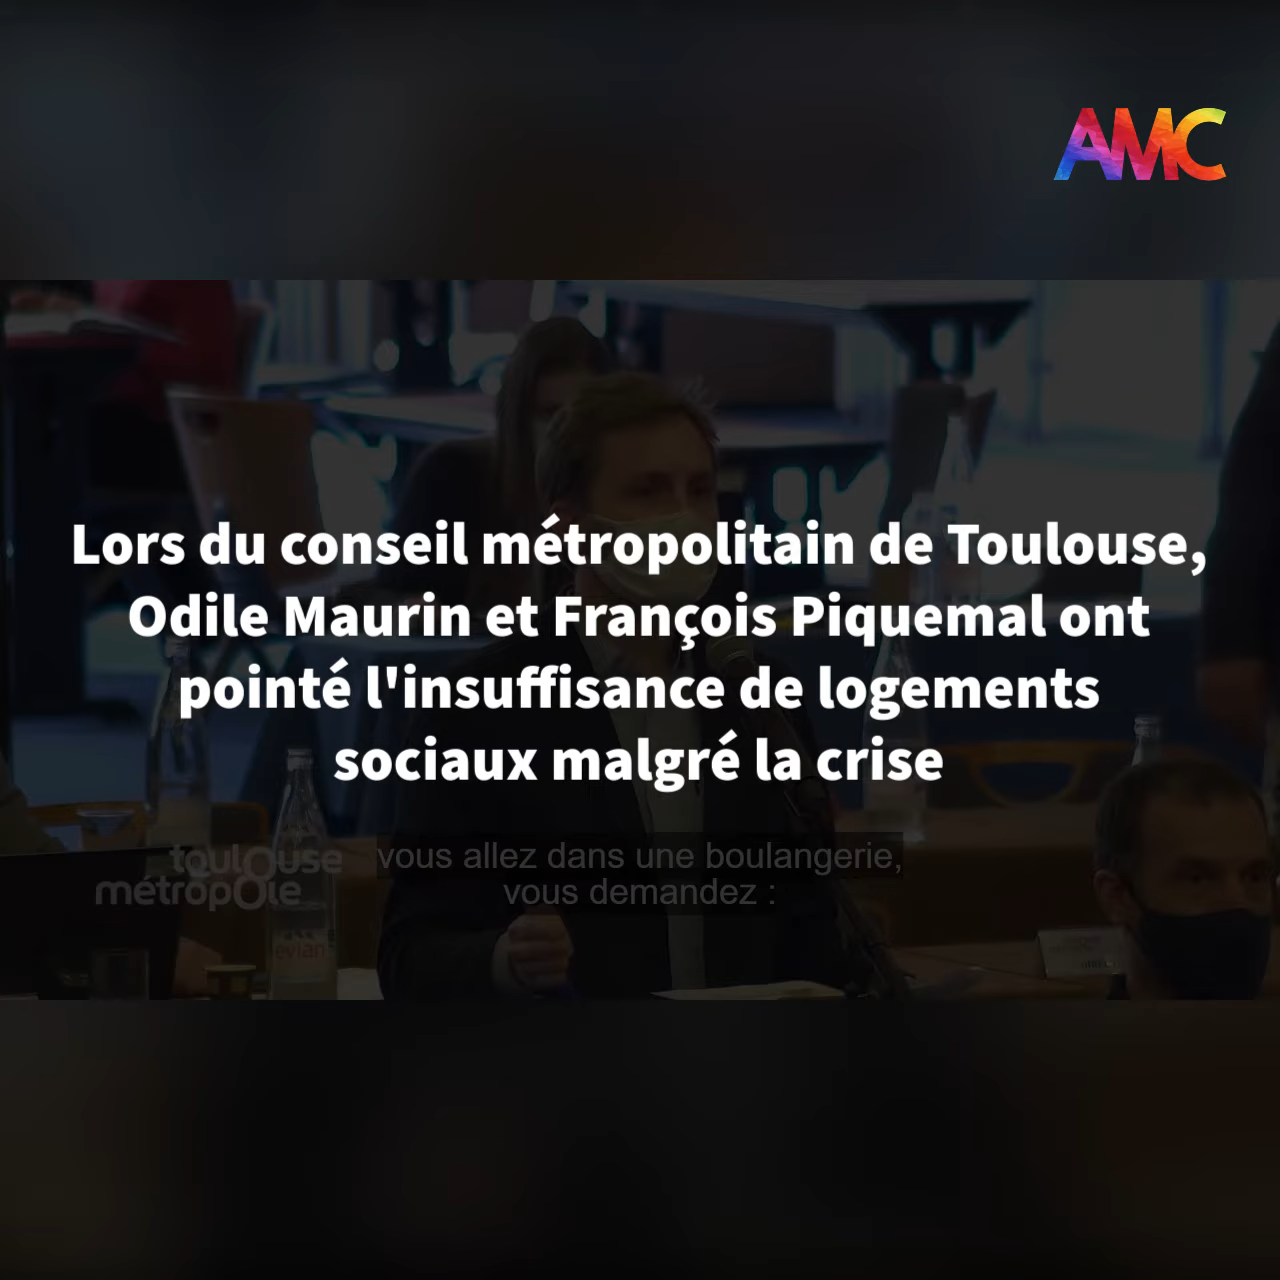 AMC
Lors du conseil métropolitain de Toulouse,
Odile Maurin et François Piquemal ont
pointé l'insuffisance de logements
sociaux malgré la crise
toulouse
métropole
vous allez dans une boulangerie,
vous demandez :
evian